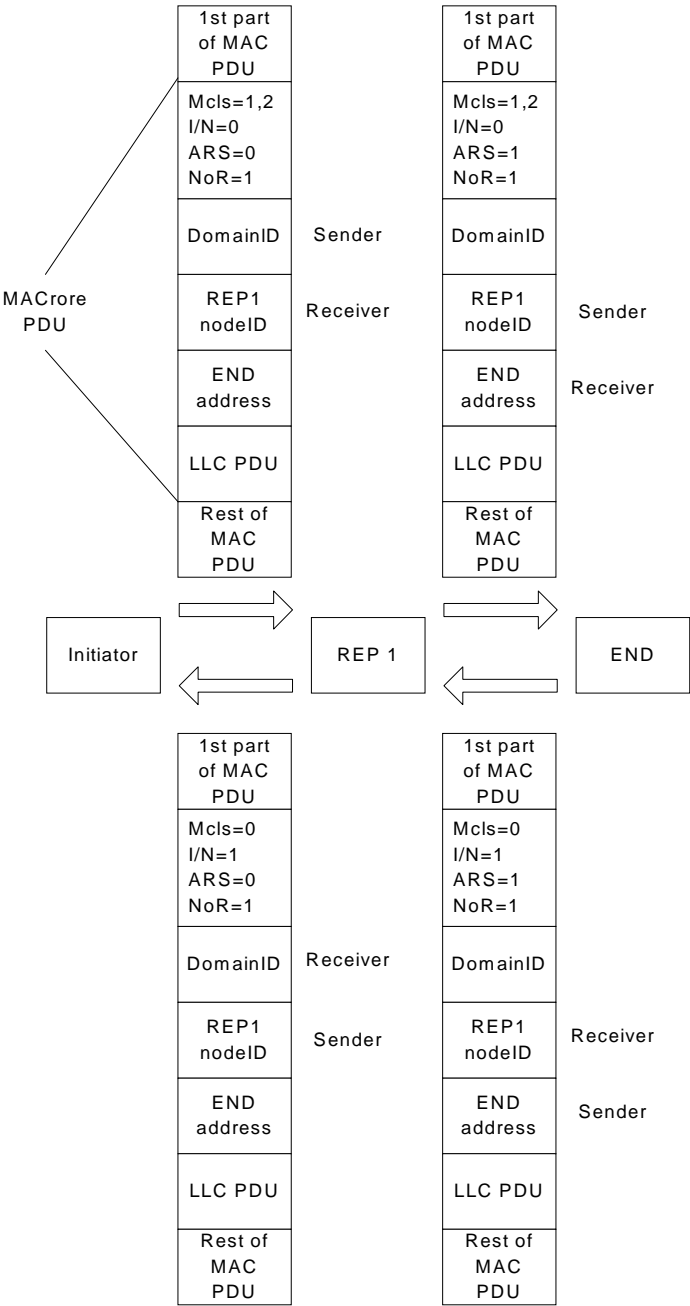 1st part
of MAC
PDU
Mcls=1,2
I/N=0
ARS=0
NoR=1
DomainID
Sender
REP1
nodeID
Receiver
END
address
LLC PDU
Rest of
MAC
PDU
MACrore
PDU
1st part
of MAC
PDU
Mcls=1,2
I/N=0
ARS=1
NoR=1
DomainID
REP1
nodeID
Sender
END
address
Receiver
LLC PDU
Rest of
MAC
PDU
Initiator
REP 1
END
1st part
of MAC
PDU
Mcls=0
I/N=1
ARS=0
NoR=1
DomainID
Receiver
REP1
nodeID
Sender
END
address
LLC PDU
Rest of
MAC
PDU
1st part
of MAC
PDU
Mcls=0
I/N=1
ARS=1
NoR=1
DomainID
REP1
nodeID
Receiver
END
address
Sender
LLC PDU
Rest of
MAC
PDU